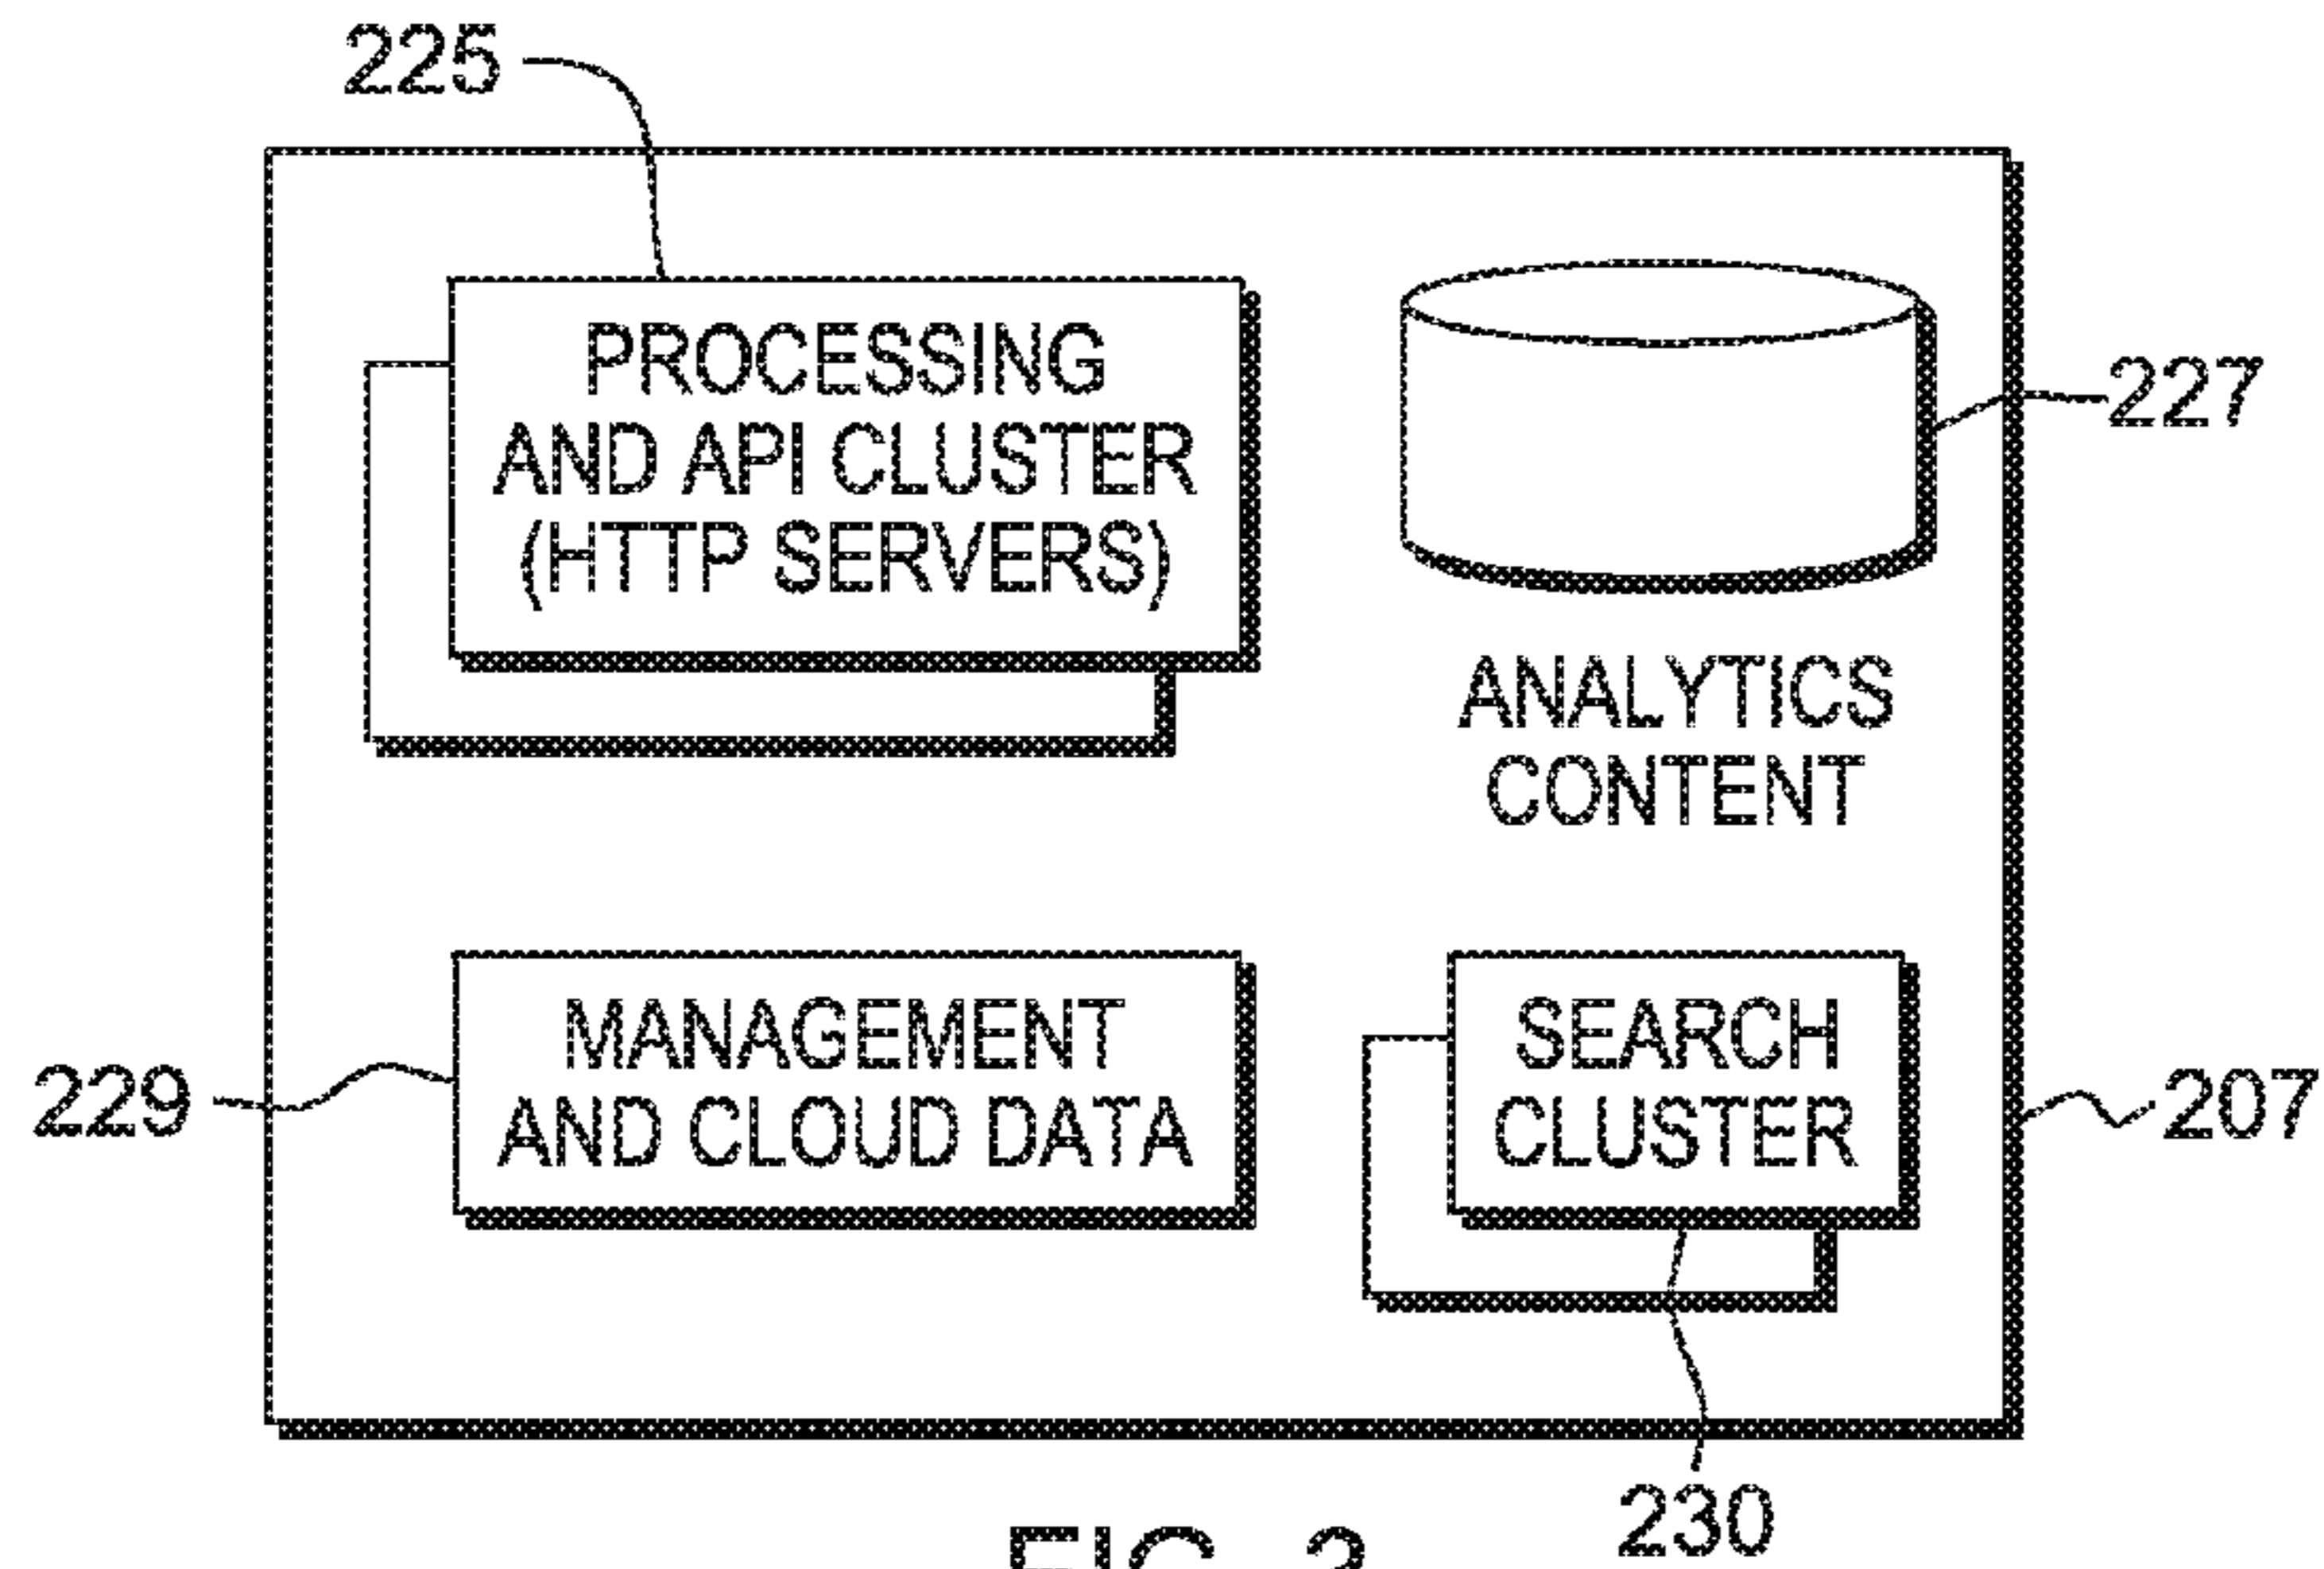 225
PROCESSING
AND API CLUSTER
(HTTP SERVERS)
227
ANALYTICS
CONTENT
229
MANAGEMENT
AND CLOUD DATA
SEARCH
CLUSTER
207
230
FIG.